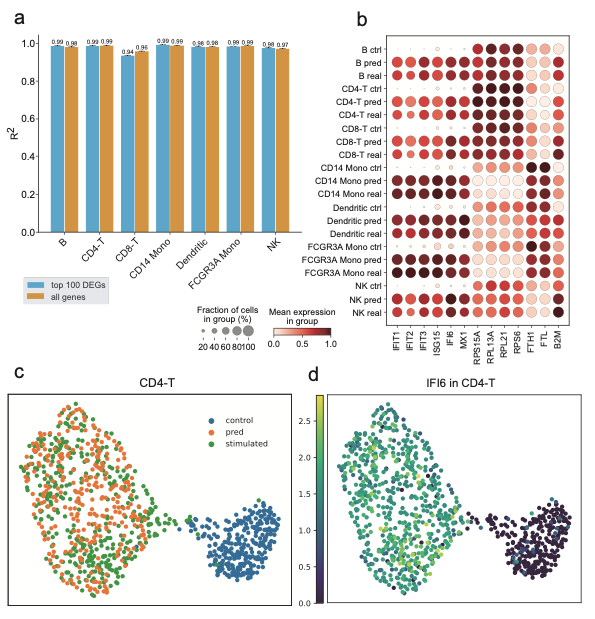 a
1.0
0.8
0.6
0.4
0.2
0.0
R2
0.99 0.98
0.99 0.99
0.94 0.96
0.99 0.99
0.98 0.98
0.99 0.99
0.98 0.97
B
CD4-T
CD8-T
CD14 Mono
Dendritic
FCGR3A Mono
NK
top 100 DEGs
all genes
b
B ctrl
B pred
B real
CD4-T ctrl
CD4-T pred
CD4-T real
CD8-T ctrl
CD8-T pred
CD8-T real
CD14 Mono ctrl
CD14 Mono pred
CD14 Mono real
Dendritic ctrl
Dendritic pred
Dendritic real
FCGR3A Mono ctrl
FCGR3A Mono pred
FCGR3A Mono real
NK ctrl
NK pred
NK real
IFIT1
IFIT2
IFIT3
ISG15
IFI6
MX1
RPS15A
RPL13A
RPL21
RPS6
FTH1
FTL
B2M
Fraction of cells
in group (%)
20 40 60 80 100
Mean expression
in group
0.0 0.5 1.0
c
CD4-T
control
pred
stimulated
d
IFI6 in CD4-T
2.5
2.0
1.5
1.0
0.5
0.0